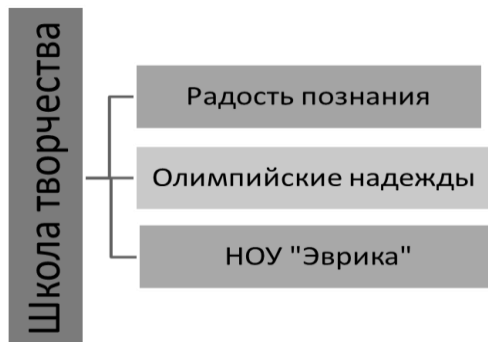 Школа творчества
Радость познания
Олимпийские надежды
НОУ "Эврика"